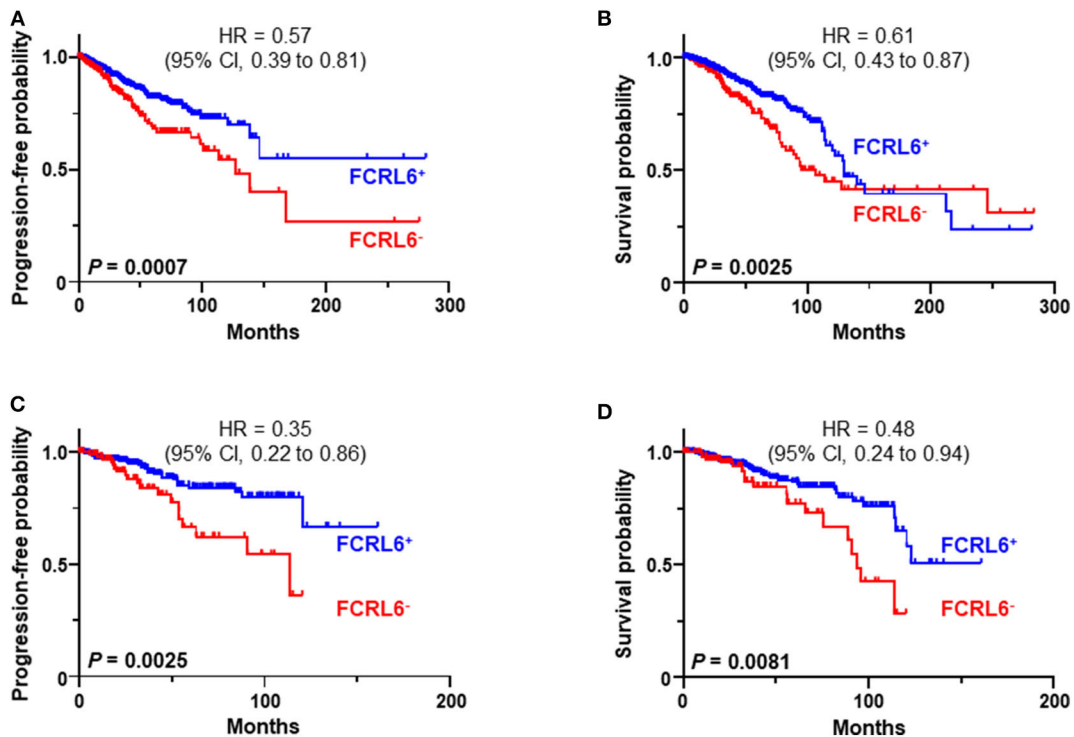 A
HR = 0.57
(95% CI, 0.39 to 0.81)
Progression-free probability
1.0
0.5
0
FCRL6+
FCRL6-
P = 0.0007
0 100 200 300
Months
B
HR = 0.61
(95% CI, 0.43 to 0.87)
Survival probability
1.0
0.5
0
FCRL6+
FCRL6-
P = 0.0025
0 100 200 300
Months
C
HR = 0.35
(95% CI, 0.22 to 0.86)
Progression-free probability
1.0
0.5
0
FCRL6+
FCRL6-
P = 0.0025
0 100 200
Months
D
HR = 0.48
(95% CI, 0.24 to 0.94)
Survival probability
1.0
0.5
0
FCRL6+
FCRL6-
P = 0.0081
0 100 200
Months